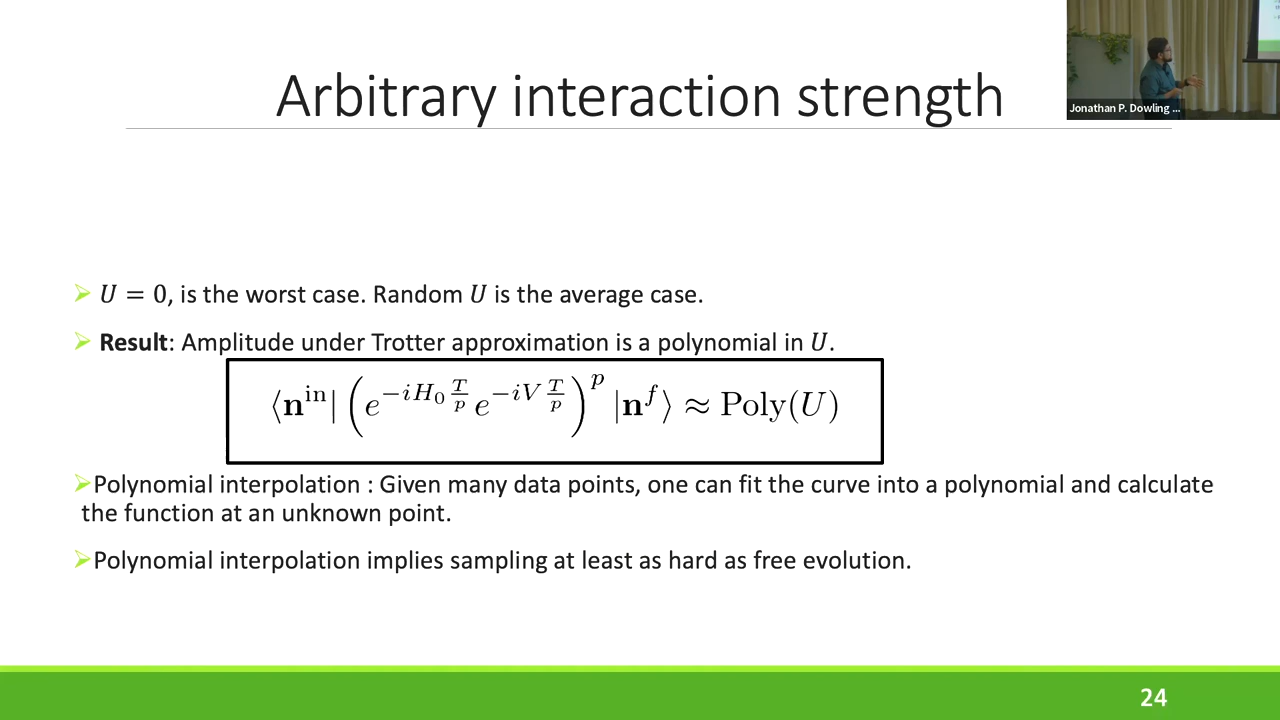 Arbitrary interaction strength
Jonathan P. Dowling ...
➢ 𝑈 = 0, is the worst case. Random 𝑈 is the average case.
➢ Result: Amplitude under Trotter approximation is a polynomial in 𝑈.
⟨𝐧^in| (e^{-iH_0 T/p} e^{-iV T/p})^p |𝐧^f⟩ ≈ Poly(U)
➢Polynomial interpolation : Given many data points, one can fit the curve into a polynomial and calculate
the function at an unknown point.
➢Polynomial interpolation implies sampling at least as hard as free evolution.
24